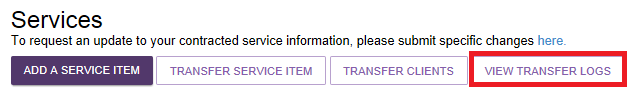 Services
To request an update to your contracted service information, please submit specific changes here.
ADD A SERVICE ITEM TRANSFER SERVICE ITEM TRANSFER CLIENTS VIEW TRANSFER LOGS